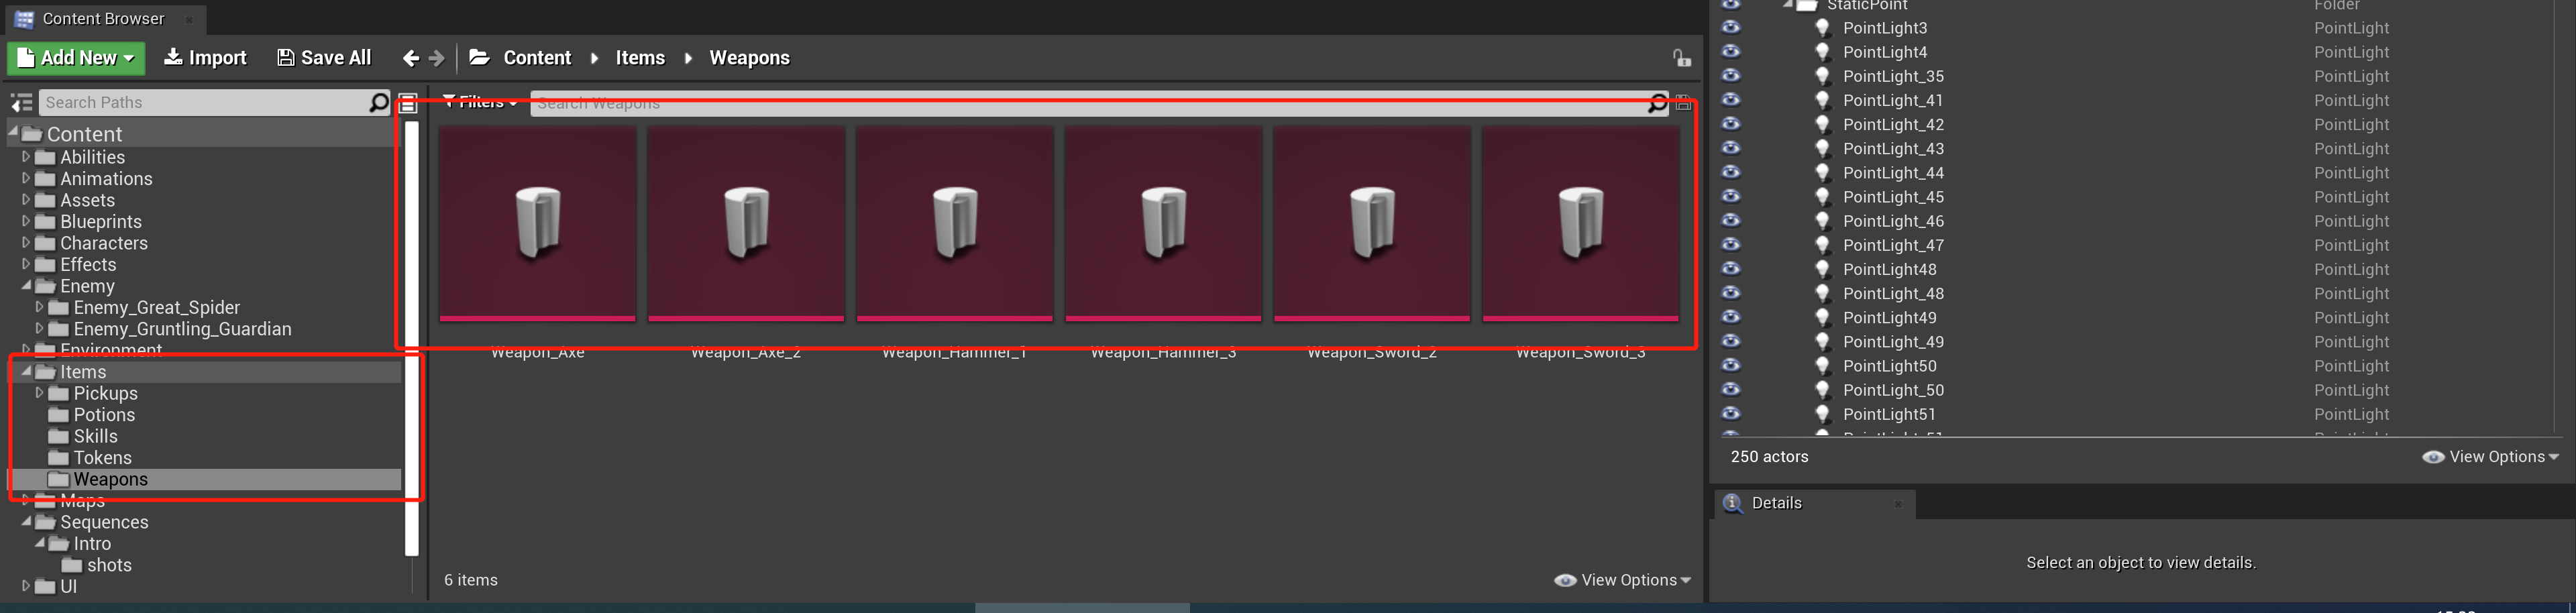 Content Browser
Add New
Import
Save All
Content
Items
Weapons
Search Paths
Filters
Search Weapons
Content
Abilities
Animations
Assets
Blueprints
Characters
Effects
Enemy
Enemy_Great_Spider
Enemy_Gruntling_Guardian
Environment
Items
Pickups
Potions
Skills
Tokens
Weapons
Maps
Sequences
Intro
shots
UI
Weapon_Axe
Weapon_Axe_2
Weapon_Hammer_1
Weapon_Hammer_3
Weapon_Sword_2
Weapon_Sword_3
6 items
View Options
StaticPoint Folder
PointLight3 PointLight
PointLight4 PointLight
PointLight_35 PointLight
PointLight_41 PointLight
PointLight_42 PointLight
PointLight_43 PointLight
PointLight_44 PointLight
PointLight_45 PointLight
PointLight_46 PointLight
PointLight_47 PointLight
PointLight48 PointLight
PointLight_48 PointLight
PointLight49 PointLight
PointLight_49 PointLight
PointLight50 PointLight
PointLight_50 PointLight
PointLight51 PointLight
250 actors
View Options
Details
Select an object to view details.